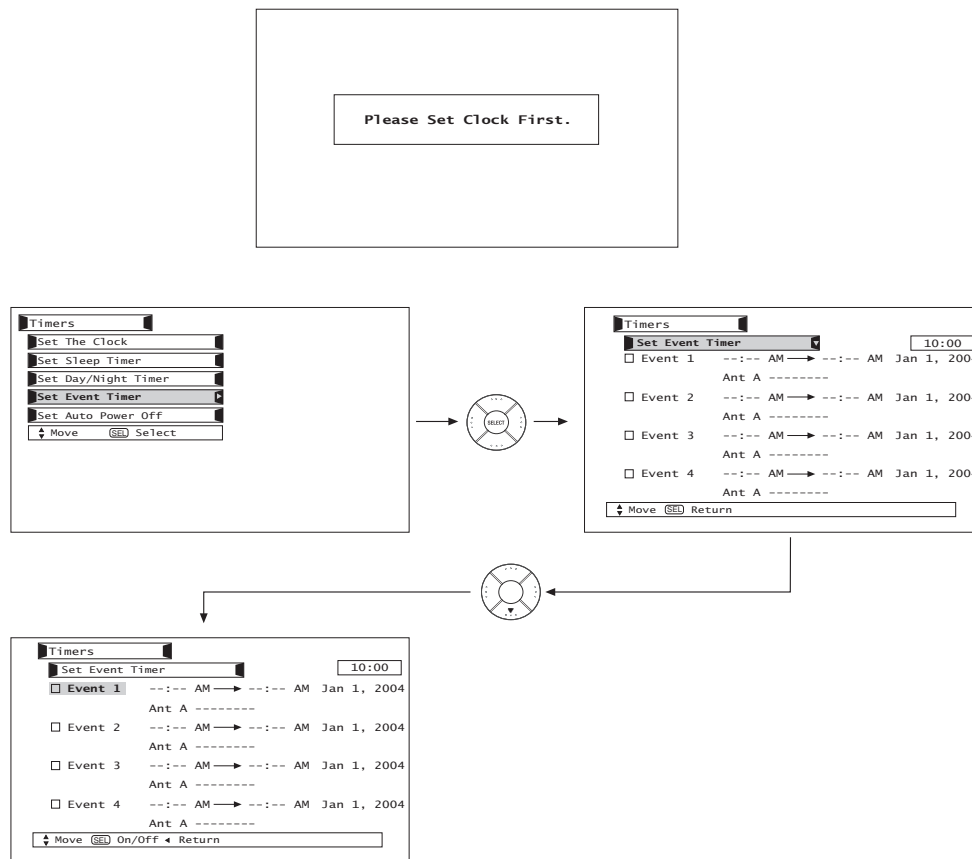 Please Set Clock First.
Timers
Set The Clock
Set Sleep Timer
Set Day/Night Timer
Set Event Timer
Set Auto Power Off
Move SEL Select
SELECT
Timers
Set Event Timer 10:00
Event 1 --:-- AM --:-- AM Jan 1, 2004
Ant A --------
Event 2 --:-- AM --:-- AM Jan 1, 2004
Ant A --------
Event 3 --:-- AM --:-- AM Jan 1, 2004
Ant A --------
Event 4 --:-- AM --:-- AM Jan 1, 2004
Ant A --------
Move SEL Return
Timers
Set Event Timer 10:00
Event 1 --:-- AM --:-- AM Jan 1, 2004
Ant A --------
Event 2 --:-- AM --:-- AM Jan 1, 2004
Ant A --------
Event 3 --:-- AM --:-- AM Jan 1, 2004
Ant A --------
Event 4 --:-- AM --:-- AM Jan 1, 2004
Ant A --------
Move SEL On/Off Return